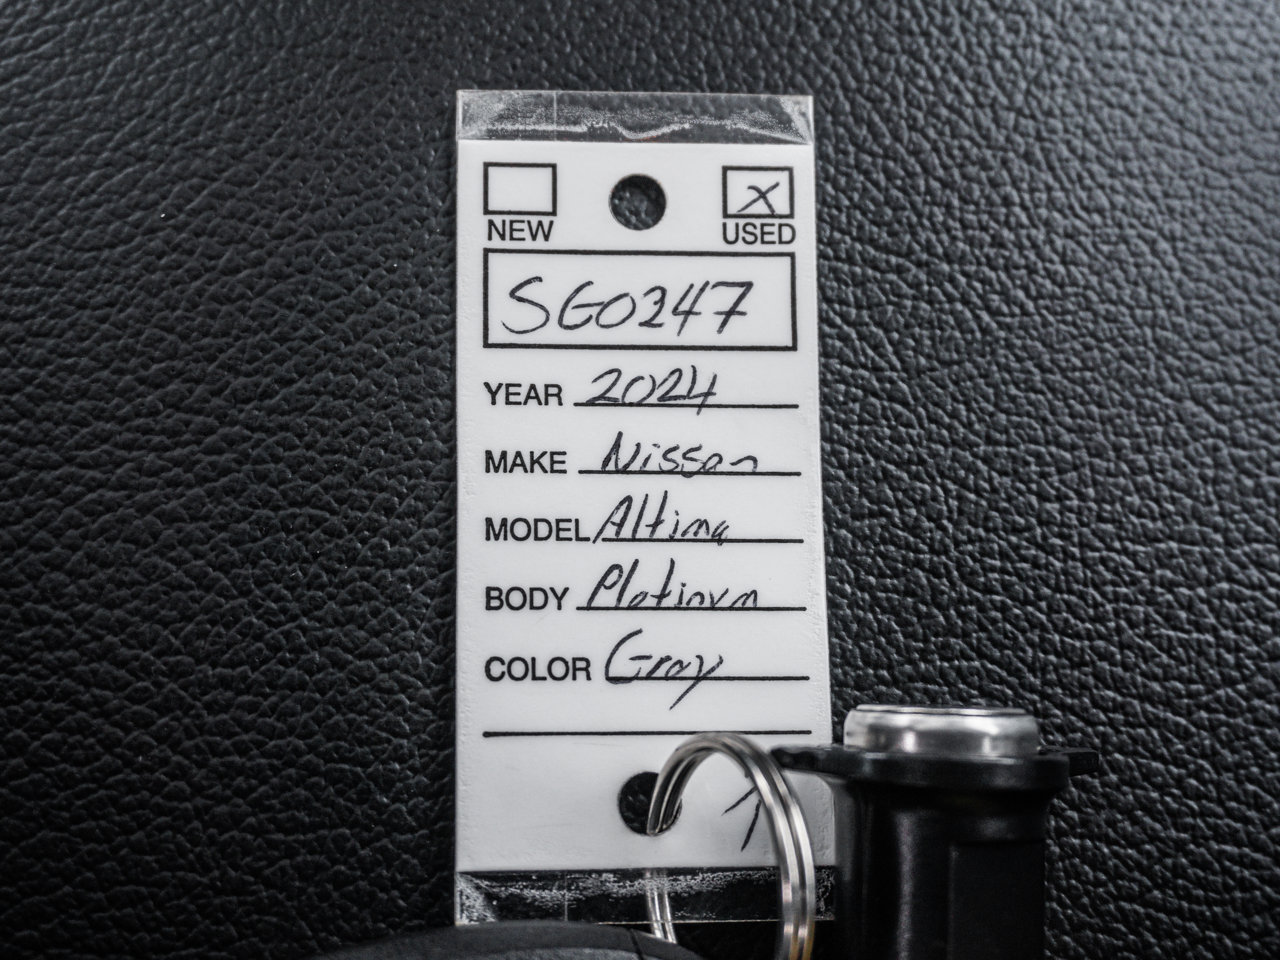 NEW USED
SG0247
YEAR 2024
MAKE Nissan
MODEL Altima
BODY Platinum
COLOR Gray